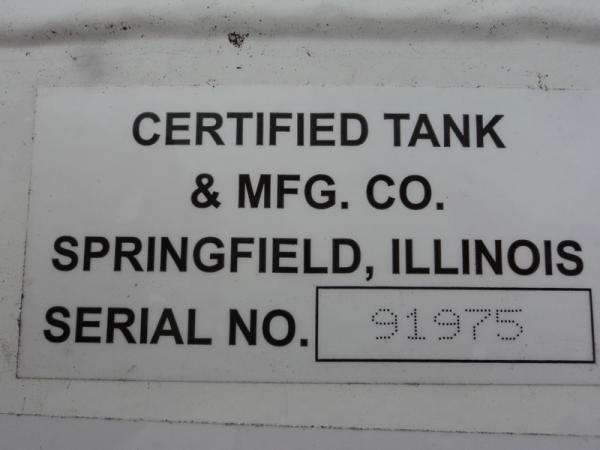 CERTIFIED TANK
& MFG. CO.
SPRINGFIELD, ILLINOIS
SERIAL NO. 91975